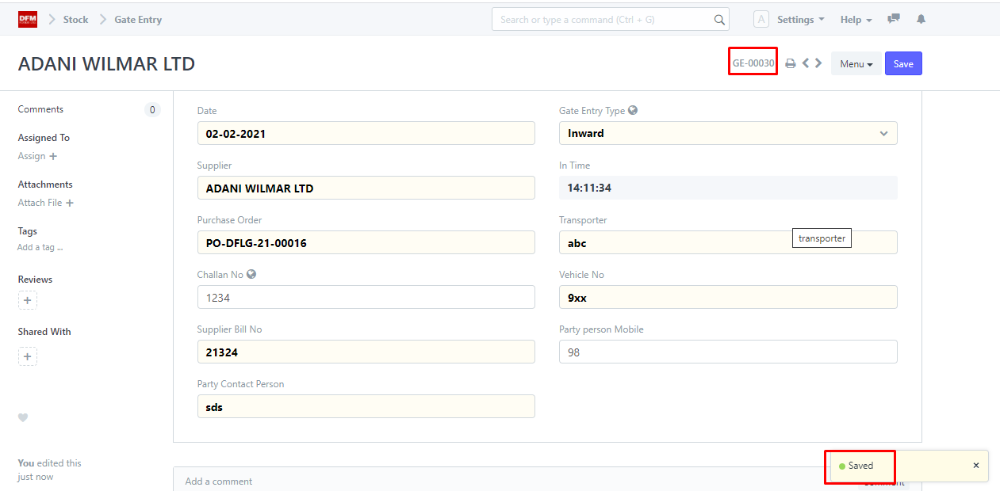 DFM
Stock
Gate Entry
Search or type a command (Ctrl + G)
A
Settings
Help
ADANI WILMAR LTD
GE-00030
Menu
Save
Comments
0
Assigned To
Assign +
Attachments
Attach File +
Tags
Add a tag ...
Reviews
+
Shared With
+
You edited this
just now
Date
02-02-2021
Supplier
ADANI WILMAR LTD
Purchase Order
PO-DFLG-21-00016
Challan No
1234
Supplier Bill No
21324
Party Contact Person
sds
Gate Entry Type
Inward
In Time
14:11:34
Transporter
abc
transporter
Vehicle No
9xx
Party person Mobile
98
Add a comment
Comment
Saved
×